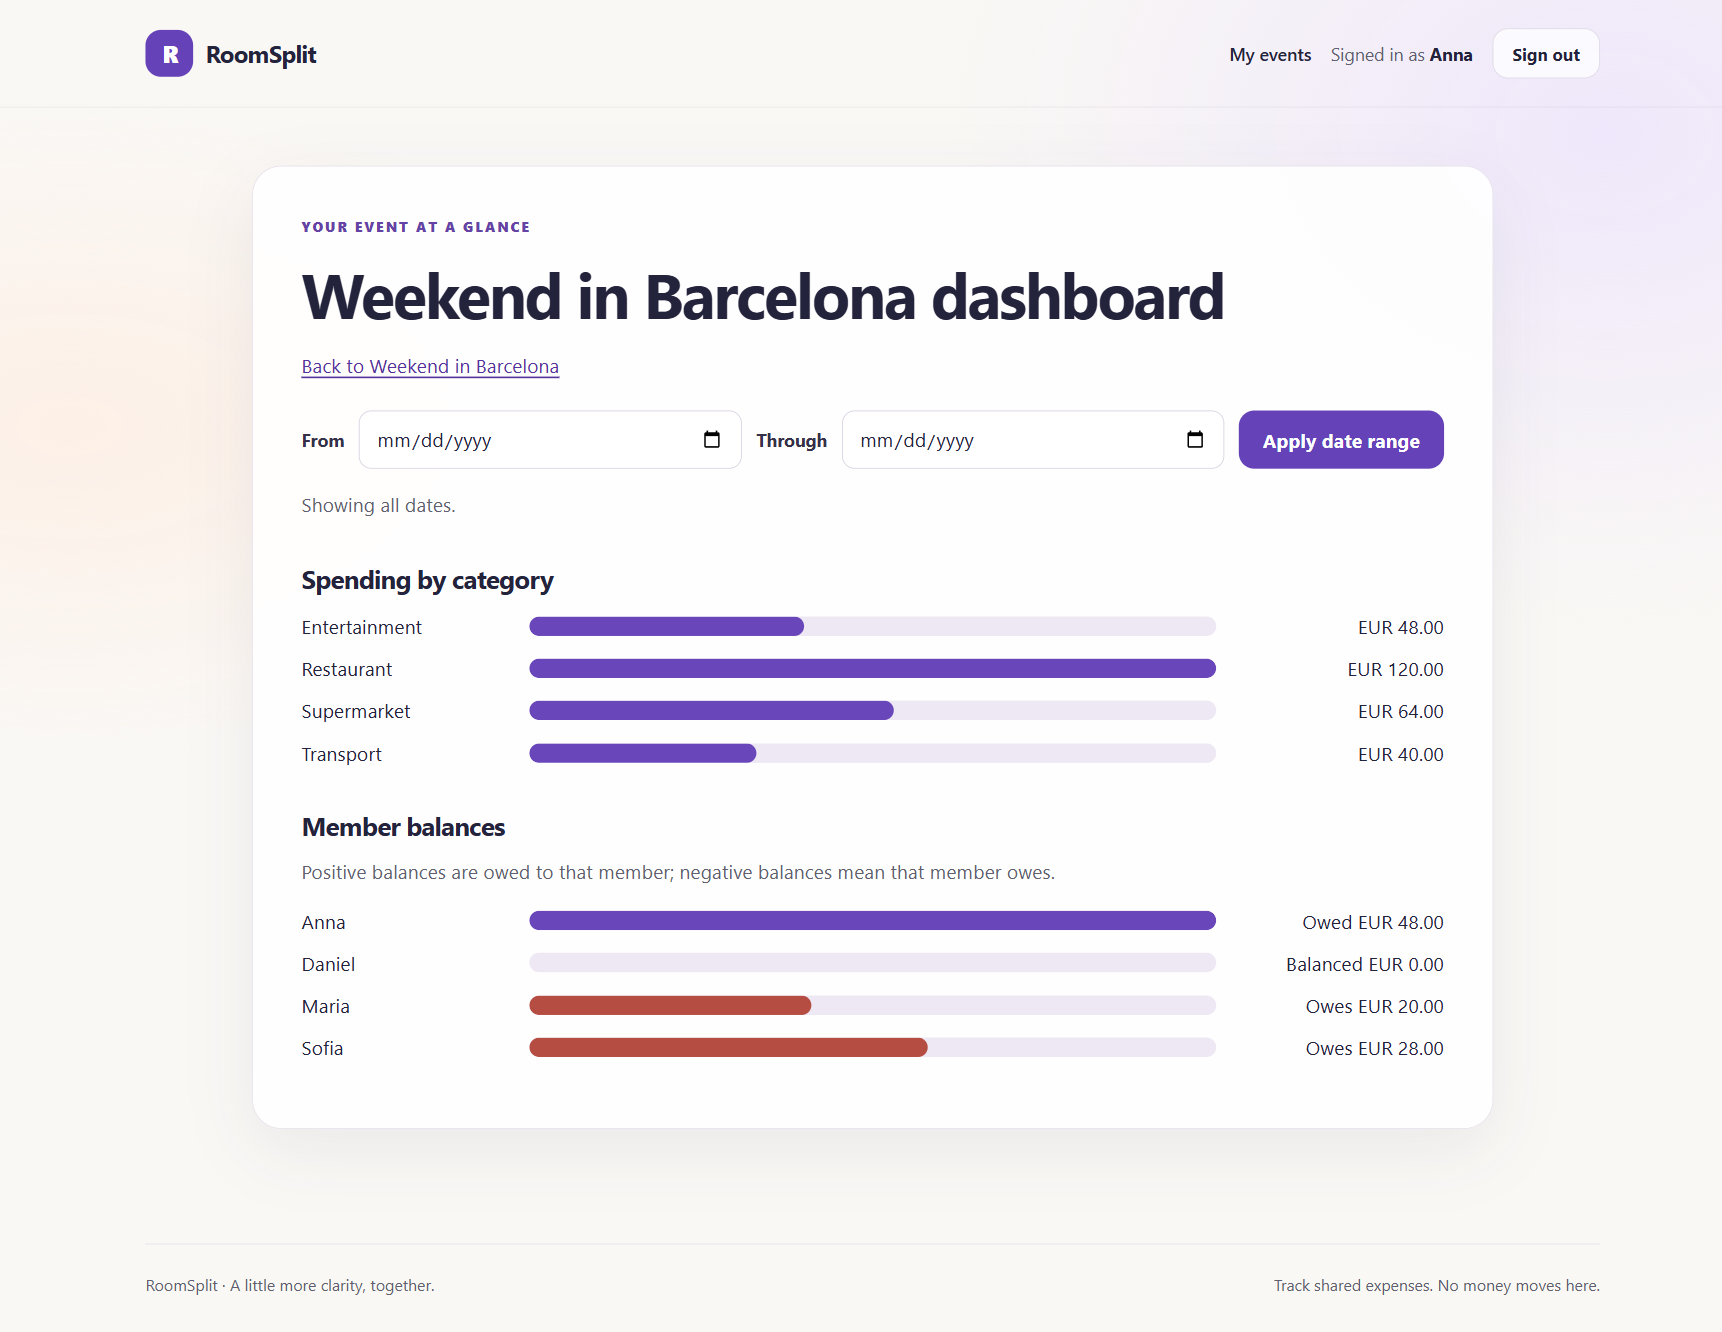 R RoomSplit
My events Signed in as Anna Sign out
YOUR EVENT AT A GLANCE
Weekend in Barcelona dashboard
Back to Weekend in Barcelona
From mm/dd/yyyy Through mm/dd/yyyy Apply date range
Showing all dates.
Spending by category
Entertainment EUR 48.00
Restaurant EUR 120.00
Supermarket EUR 64.00
Transport EUR 40.00
Member balances
Positive balances are owed to that member; negative balances mean that member owes.
Anna Owed EUR 48.00
Daniel Balanced EUR 0.00
Maria Owes EUR 20.00
Sofia Owes EUR 28.00
RoomSplit · A little more clarity, together.
Track shared expenses. No money moves here.